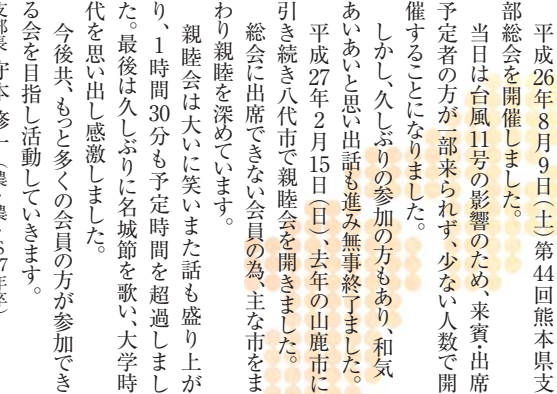 平成26年8月9日(土)第44回熊本県支
部総会を開催しました。
当日は台風11号の影響のため、来賓・出席
予定者の方が一部来られず、少ない人数で開
催することになりました。
しかし、久しぶりの参加の方もあり、和気
あいあいと思い出話も進み無事終了ました。
平成27年2月15日(日)、去年の山鹿市に
引き続き八代市で親睦会を開きました。
総会に出席できない会員の為、主な市をま
わり親睦を深めています。
親睦会は大いに笑いまた話も盛り上が
り、1時間30分も予定時間を超過しまし
た。最後は久しぶりに名城節を歌い、大学時
代を思い出し感激しました。
今後共、もっと多くの会員の方が参加でき
る会を目指し活動していきます。
支部長 守本 修一(農・農・S67年卒)